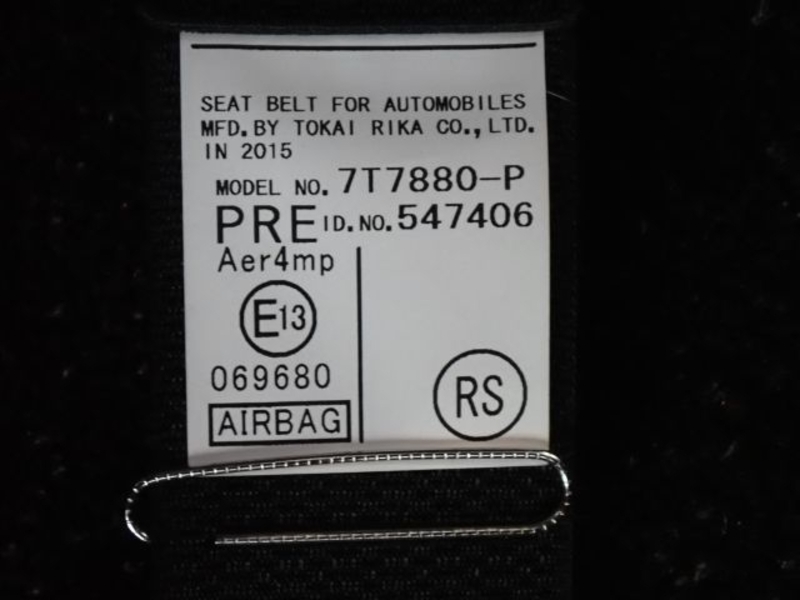 SEAT BELT FOR AUTOMOBILES
MFD. BY TOKAI RIKA CO., LTD.
IN 2015
MODEL NO. 7T7880-P
PRE ID. NO. 547406
Aer4mp
E13
069680
RS
AIRBAG